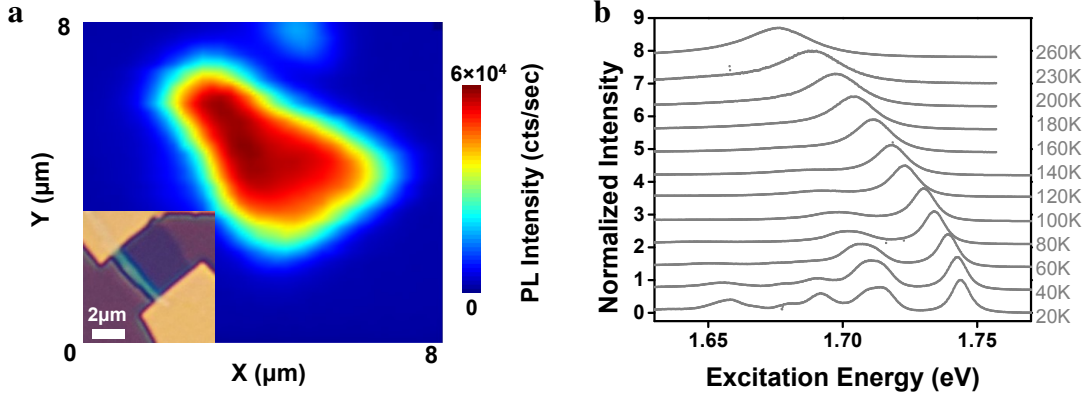 a
8
Y (μm)
0
X (μm)
8
2μm
6×10⁴
0
PL Intensity (cts/sec)
b
Normalized Intensity
9
8
7
6
5
4
3
2
1
0
260K
230K
200K
180K
160K
140K
120K
100K
80K
60K
40K
20K
1.65
1.70
1.75
Excitation Energy (eV)